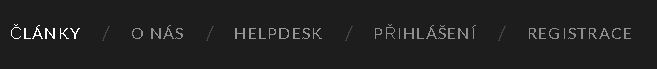 ČLÁNKY / O NÁS / HELPDESK / PŘIHLÁŠENÍ / REGISTRACE